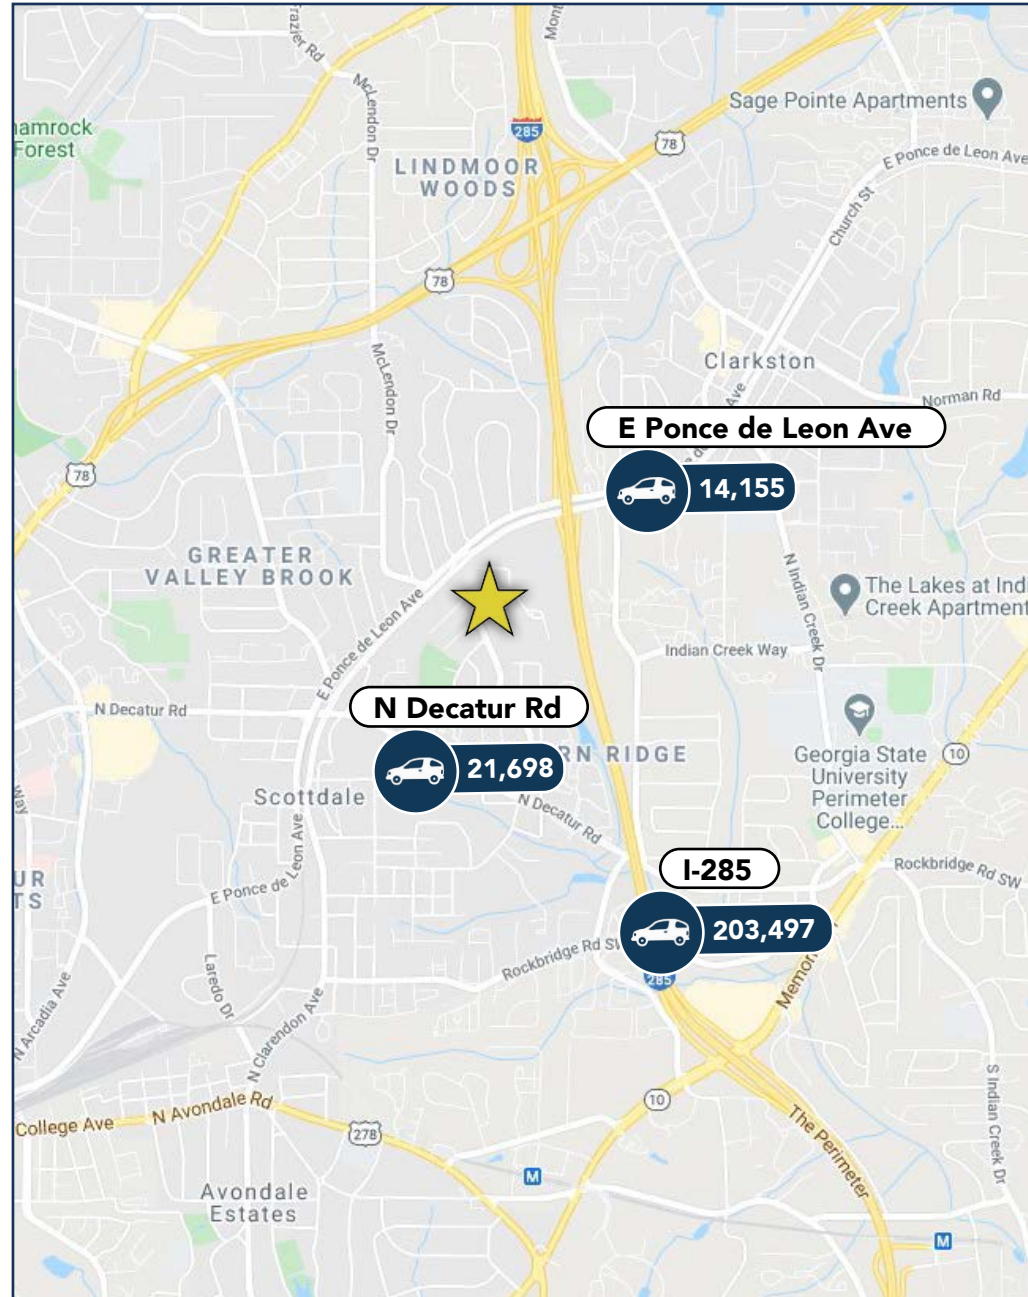 Frazier Rd
McLendon Dr
285
78
Sage Pointe Apartments
E Ponce de Leon Ave
Forest
LINDMOOR
WOODS
Church St
78
McLendon Dr
Clarkston
Ave
Norman Rd
E Ponce de Leon Ave
14,155
78
GREATER
VALLEY BROOK
E Ponce de Leon Ave
N Indian Creek Dr
The Lakes at Indi
Creek Apartment
Indian Creek Way
N Decatur Rd
N Decatur Rd
21,698
RN RIDGE
Georgia State
University
Perimeter
College...
10
Scottdale
N Decatur Rd
Way
UR
TS
E Ponce de Leon Ave
I-285
203,497
Rockbridge Rd SW
Rockbridge Rd SW
285
Memor
Laredo Dr
N Arcadia Ave
N Clarendon Ave
College Ave
N Avondale Rd
278
10
The Perimeter
S Indian Creek Dr
M
Avondale
Estates
M